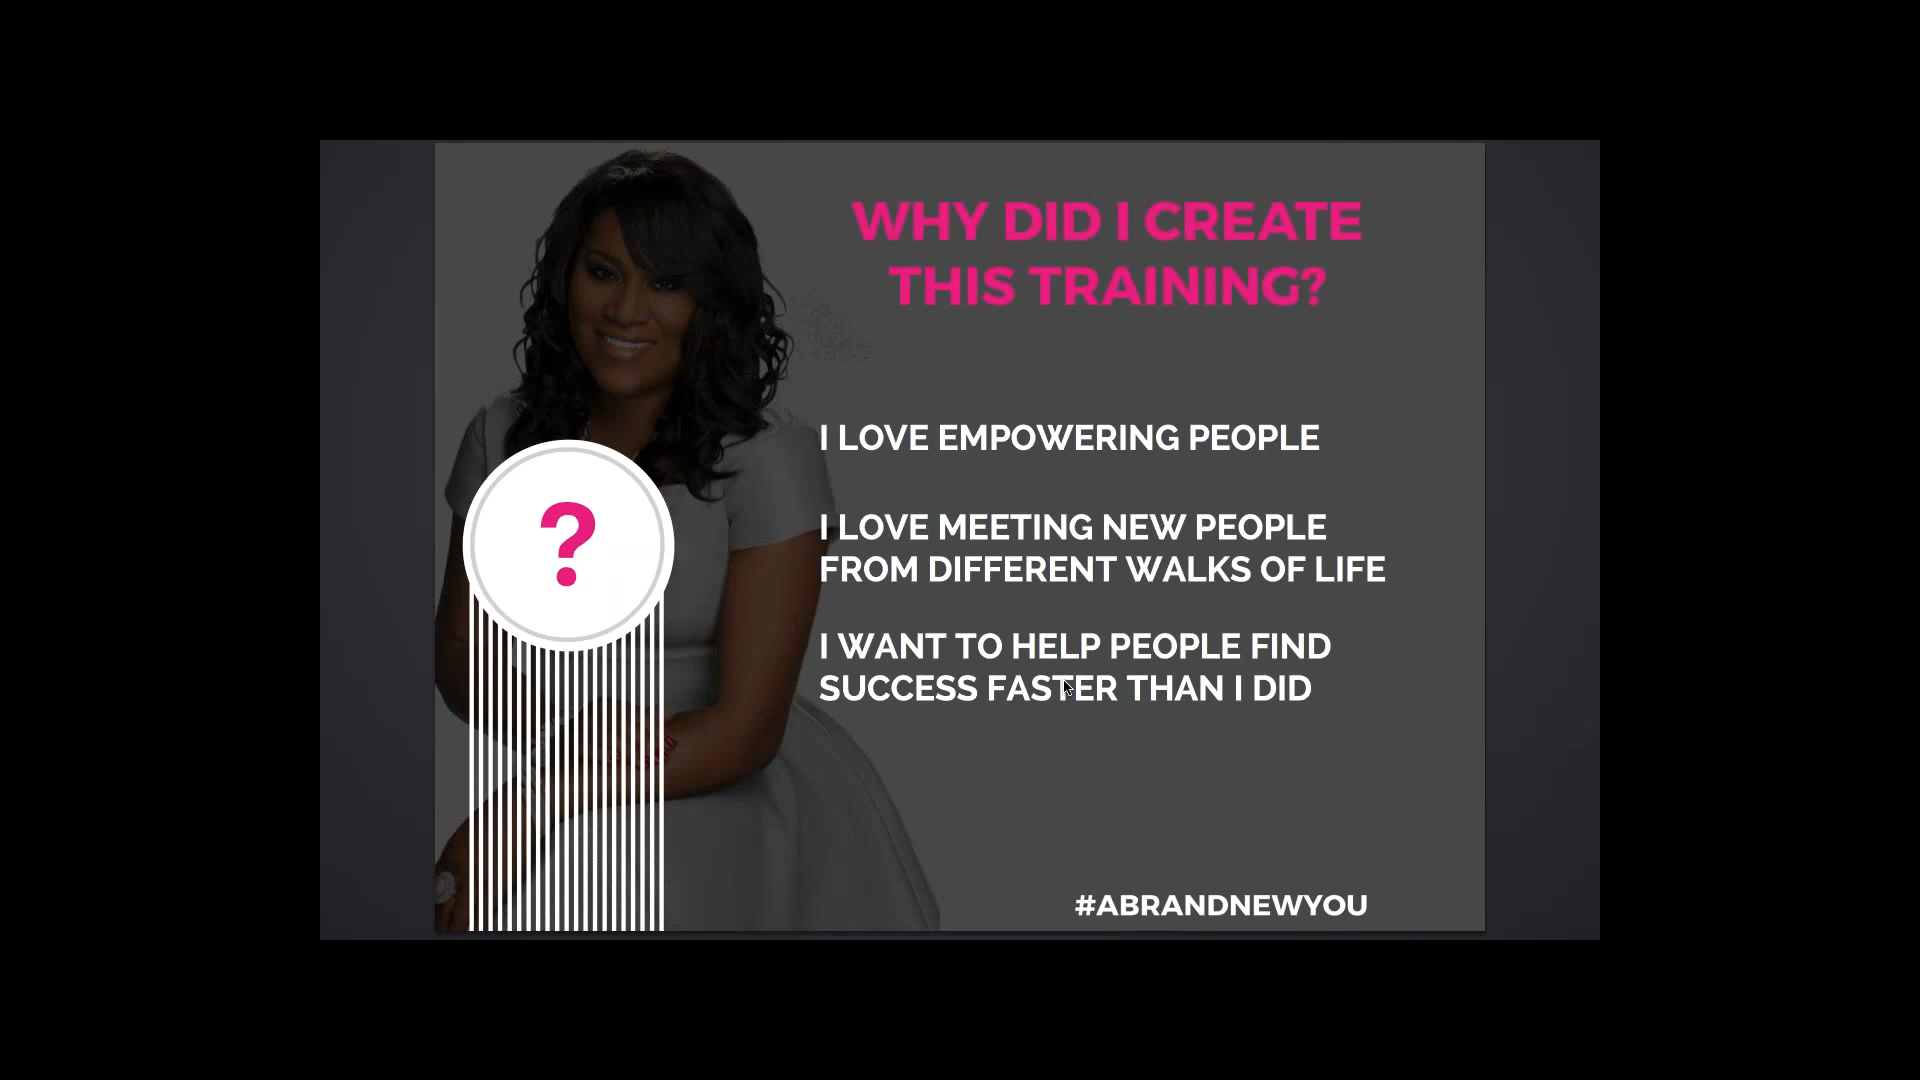 WHY DID I CREATE
THIS TRAINING?
I LOVE EMPOWERING PEOPLE
I LOVE MEETING NEW PEOPLE
FROM DIFFERENT WALKS OF LIFE
I WANT TO HELP PEOPLE FIND
SUCCESS FASTER THAN I DID
?
#ABRANDNEWYOU